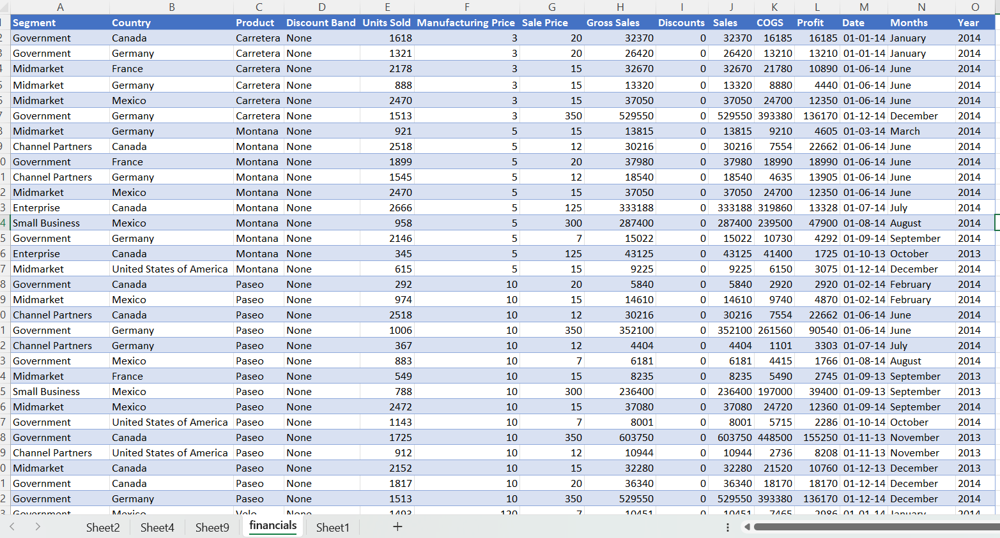 A B C D E F G H I J K L M N O
Segment Country Product Discount Band Units Sold Manufacturing Price Sale Price Gross Sales Discounts Sales COGS Profit Date Months Year
Government Canada Carretera None 1618 3 20 32370 0 32370 16185 16185 01-01-14 January 2014
Government Germany Carretera None 1321 3 20 26420 0 26420 13210 13210 01-01-14 January 2014
Midmarket France Carretera None 2178 3 15 32670 0 32670 21780 10890 01-06-14 June 2014
Midmarket Germany Carretera None 888 3 15 13320 0 13320 8880 4440 01-06-14 June 2014
Midmarket Mexico Carretera None 2470 3 15 37050 0 37050 24700 12350 01-06-14 June 2014
Government Germany Carretera None 1513 3 350 529550 0 529550 393380 136170 01-12-14 December 2014
Midmarket Germany Montana None 921 5 15 13815 0 13815 9210 4605 01-03-14 March 2014
Channel Partners Canada Montana None 2518 5 12 30216 0 30216 7554 22662 01-06-14 June 2014
Government France Montana None 1899 5 20 37980 0 37980 18990 18990 01-06-14 June 2014
Channel Partners Germany Montana None 1545 5 12 18540 0 18540 4635 13905 01-06-14 June 2014
Midmarket Mexico Montana None 2470 5 15 37050 0 37050 24700 12350 01-06-14 June 2014
Enterprise Canada Montana None 2666 5 125 333188 0 333188 319860 13328 01-07-14 July 2014
Small Business Mexico Montana None 958 5 300 287400 0 287400 239500 47900 01-08-14 August 2014
Government Germany Montana None 2146 5 7 15022 0 15022 10730 4292 01-09-14 September 2014
Enterprise Canada Montana None 345 5 125 43125 0 43125 41400 1725 01-10-13 October 2013
Midmarket United States of America Montana None 615 5 15 9225 0 9225 6150 3075 01-12-14 December 2014
Government Canada Paseo None 292 10 20 5840 0 5840 2920 2920 01-02-14 February 2014
Midmarket Mexico Paseo None 974 10 15 14610 0 14610 9740 4870 01-02-14 February 2014
Channel Partners Canada Paseo None 2518 10 12 30216 0 30216 7554 22662 01-06-14 June 2014
Government Germany Paseo None 1006 10 350 352100 0 352100 261560 90540 01-06-14 June 2014
Channel Partners Germany Paseo None 367 10 12 4404 0 4404 1101 3303 01-07-14 July 2014
Government Mexico Paseo None 883 10 7 6181 0 6181 4415 1766 01-08-14 August 2014
Midmarket France Paseo None 549 10 15 8235 0 8235 5490 2745 01-09-13 September 2013
Small Business Mexico Paseo None 788 10 300 236400 0 236400 197000 39400 01-09-13 September 2013
Midmarket Mexico Paseo None 2472 10 15 37080 0 37080 24720 12360 01-09-14 September 2014
Government United States of America Paseo None 1143 10 7 8001 0 8001 5715 2286 01-10-14 October 2014
Government Canada Paseo None 1725 10 350 603750 0 603750 448500 155250 01-11-13 November 2013
Channel Partners United States of America Paseo None 912 10 12 10944 0 10944 2736 8208 01-11-13 November 2013
Midmarket Canada Paseo None 2152 10 15 32280 0 32280 21520 10760 01-12-13 December 2013
Government Canada Paseo None 1817 10 20 36340 0 36340 18170 18170 01-12-14 December 2014
Government Germany Paseo None 1513 10 350 529550 0 529550 393380 136170 01-12-14 December 2014
Government Mexico Velo None 1493 120 7 10451 0 10451 7465 2986 01-01-14 January 2014
Sheet2 Sheet4 Sheet9 financials Sheet1 +